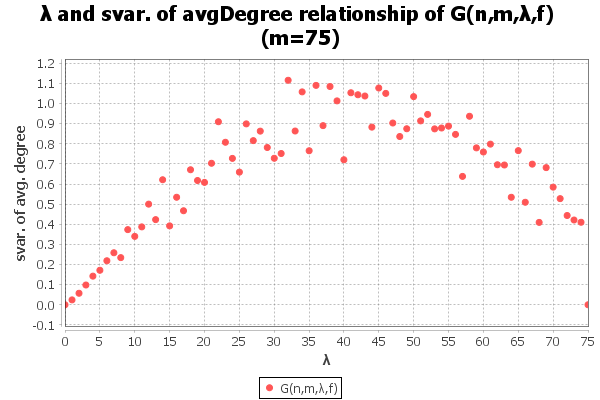 λ and svar. of avgDegree relationship of G(n,m,λ,f)
(m=75)
svar. of avg. degree
1.2
1.1
1.0
0.9
0.8
0.7
0.6
0.5
0.4
0.3
0.2
0.1
0.0
-0.1
0 5 10 15 20 25 30 35 40 45 50 55 60 65 70 75
λ
G(n,m,λ,f)